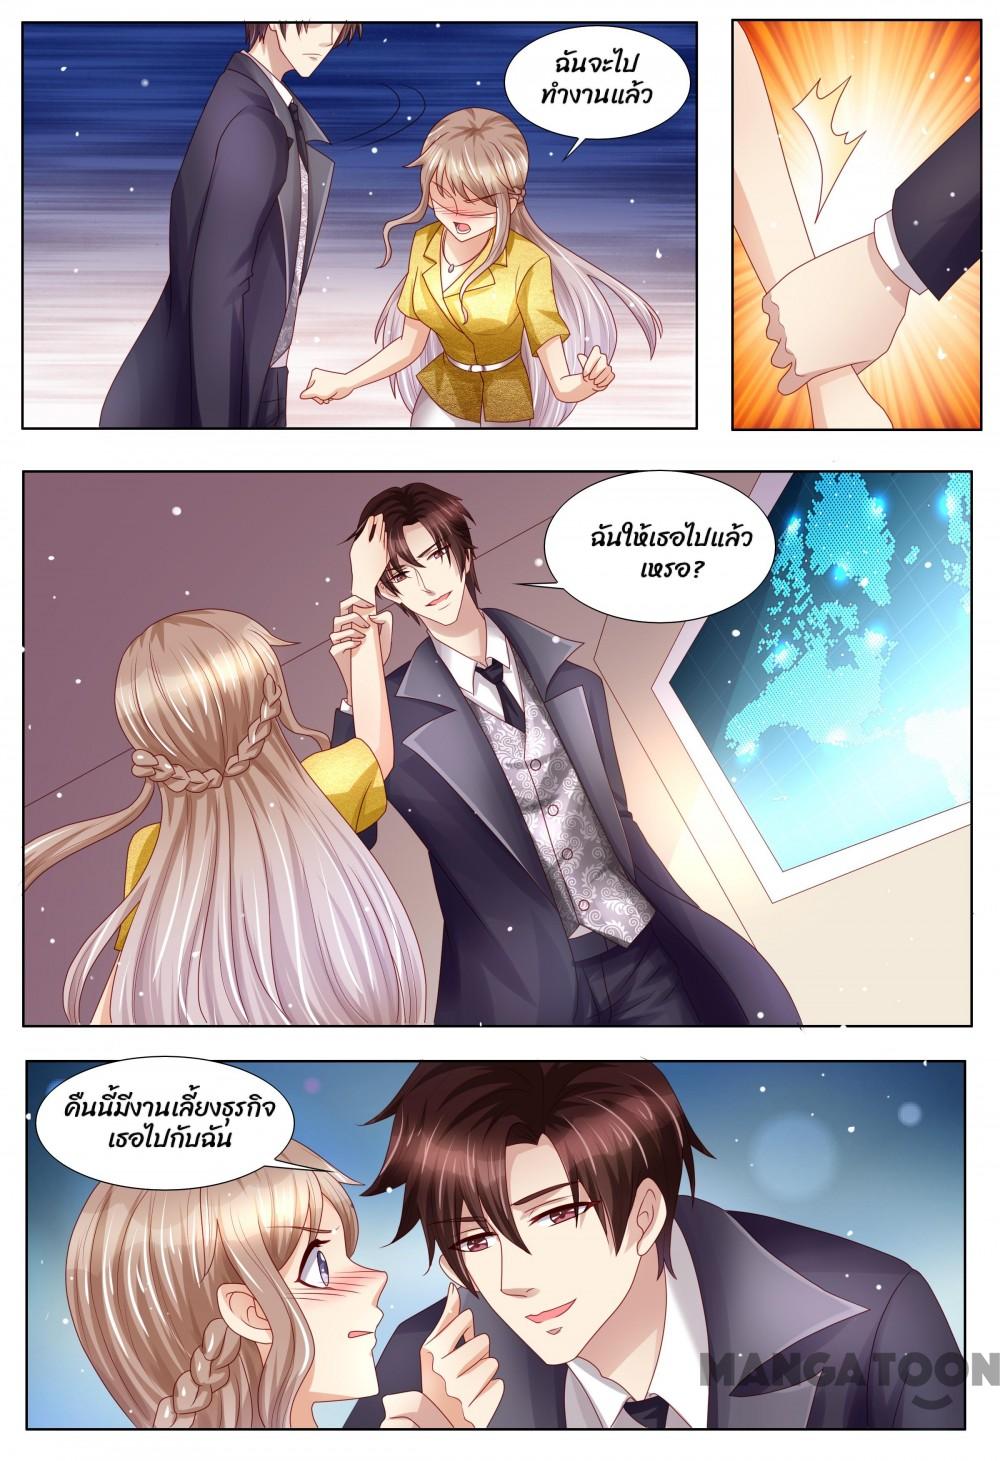 ฉันจะไป
ทำงานแล้ว
ฉันให้เธอไปแล้ว
เหรอ?
คืนนี้มีงานเลี้ยงธุรกิจ
เธอไปกับฉัน
MANGATOON